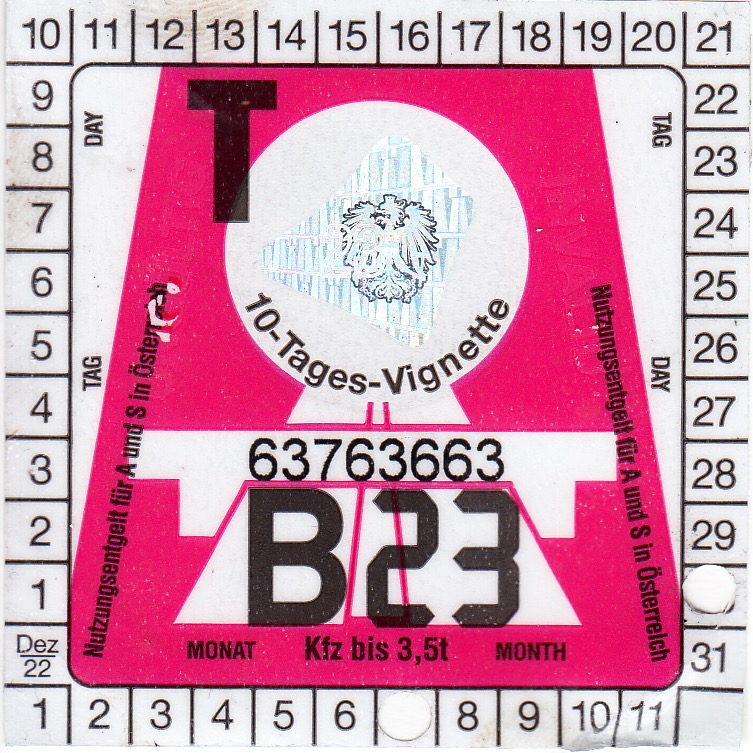 10 11 12 13 14 15 16 17 18 19 20 21
9 22
8 23
7 24
6 25
5 26
4 27
3 28
2 29
1
Dez
22
31
1 2 3 4 5 6 8 9 10 11
DAY
TAG
T
TAG
DAY
10-Tages-Vignette
Nutzungsentgelt für A und S in Österreich
Nutzungsentgelt für A und S in Österreich
63763663
B23
MONAT Kfz bis 3,5t MONTH